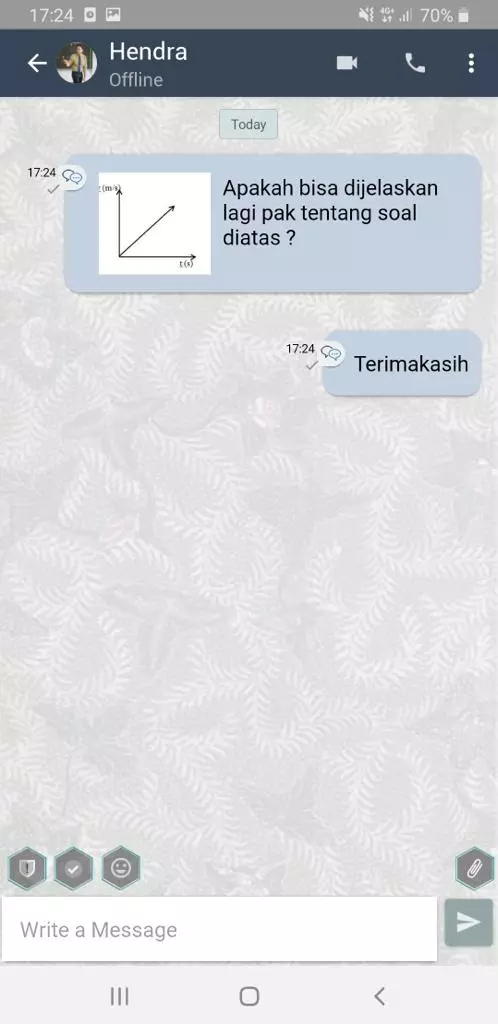 17:24
4G+
70%
Hendra
Offline
Today
17:24
(m/s)
t (s)
Apakah bisa dijelaskan
lagi pak tentang soal
diatas ?
17:24
Terimakasih
Write a Message